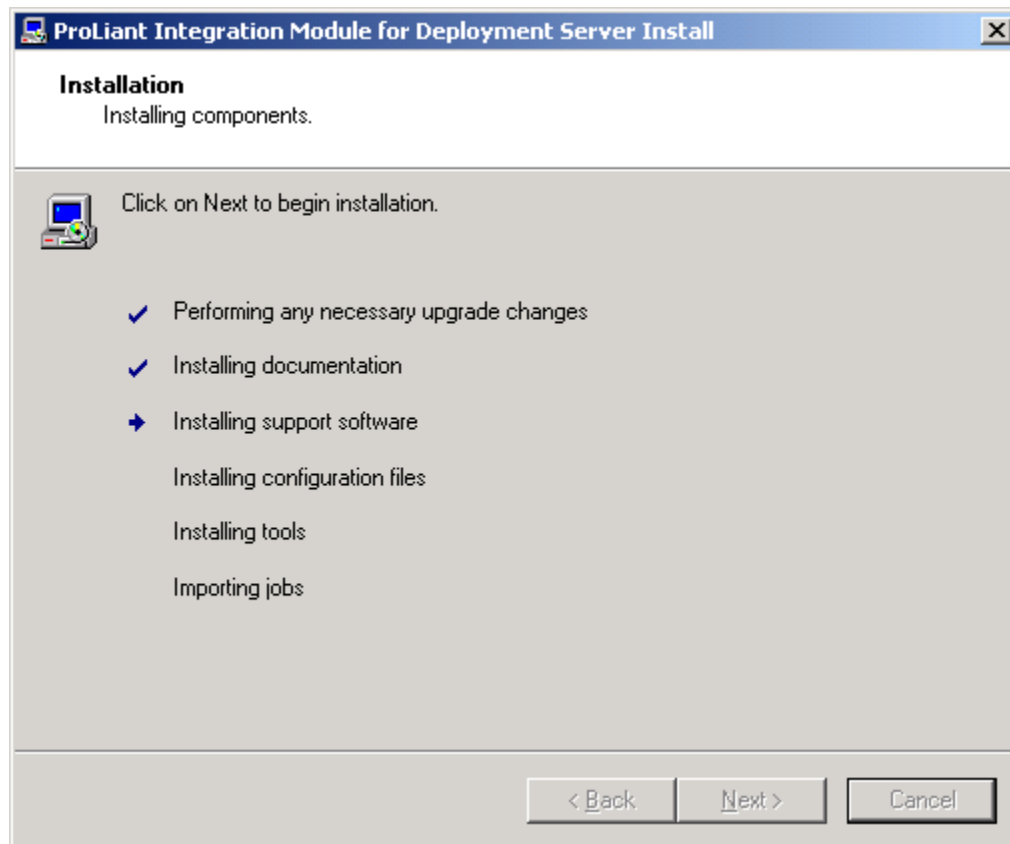 ProLiant Integration Module for Deployment Server Install
Installation
Installing components.
Click on Next to begin installation.
Performing any necessary upgrade changes
Installing documentation
Installing support software
Installing configuration files
Installing tools
Importing jobs
< Back
Next >
Cancel